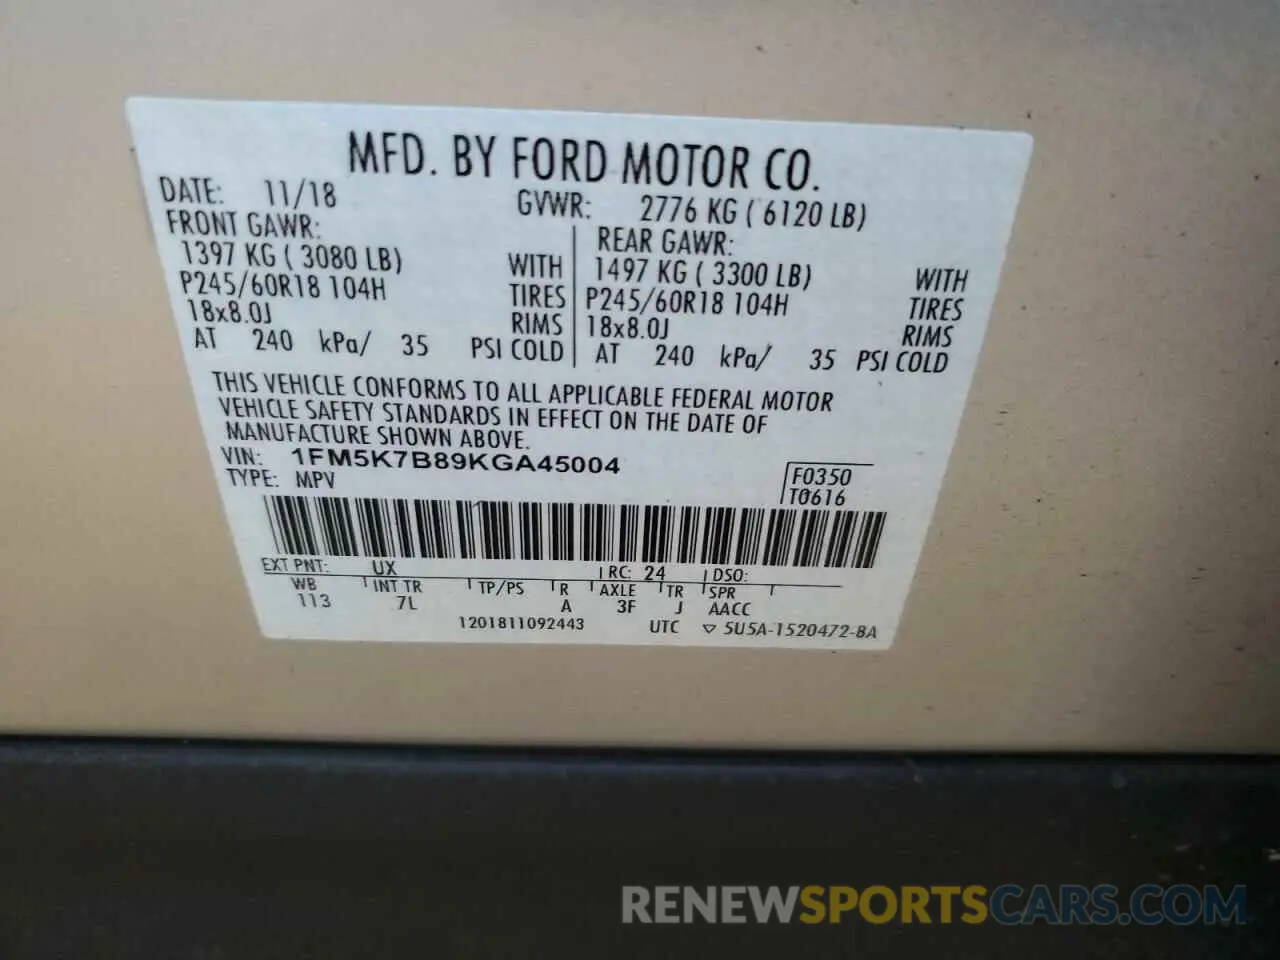 MFD. BY FORD MOTOR CO.
DATE: 11/18 GVWR: 2776 KG ( 6120 LB)
FRONT GAWR: REAR GAWR:
1397 KG ( 3080 LB) WITH 1497 KG ( 3300 LB) WITH
P245/60R18 104H TIRES P245/60R18 104H TIRES
18x8.0J RIMS 18x8.0J RIMS
AT 240 kPa/ 35 PSI COLD AT 240 kPa/ 35 PSI COLD
THIS VEHICLE CONFORMS TO ALL APPLICABLE FEDERAL MOTOR
VEHICLE SAFETY STANDARDS IN EFFECT ON THE DATE OF
MANUFACTURE SHOWN ABOVE.
VIN: 1FM5K7B89KGA45004 F0350
TYPE: MPV T0616
EXT PNT: UX RC: 24 DSO:
WB INT TR TP/PS R AXLE TR SPR
113 7L A 3F J AACC
1201811092443 UTC ▽ 5U5A-1520472-BA
RENEWSPORTSCARS.COM